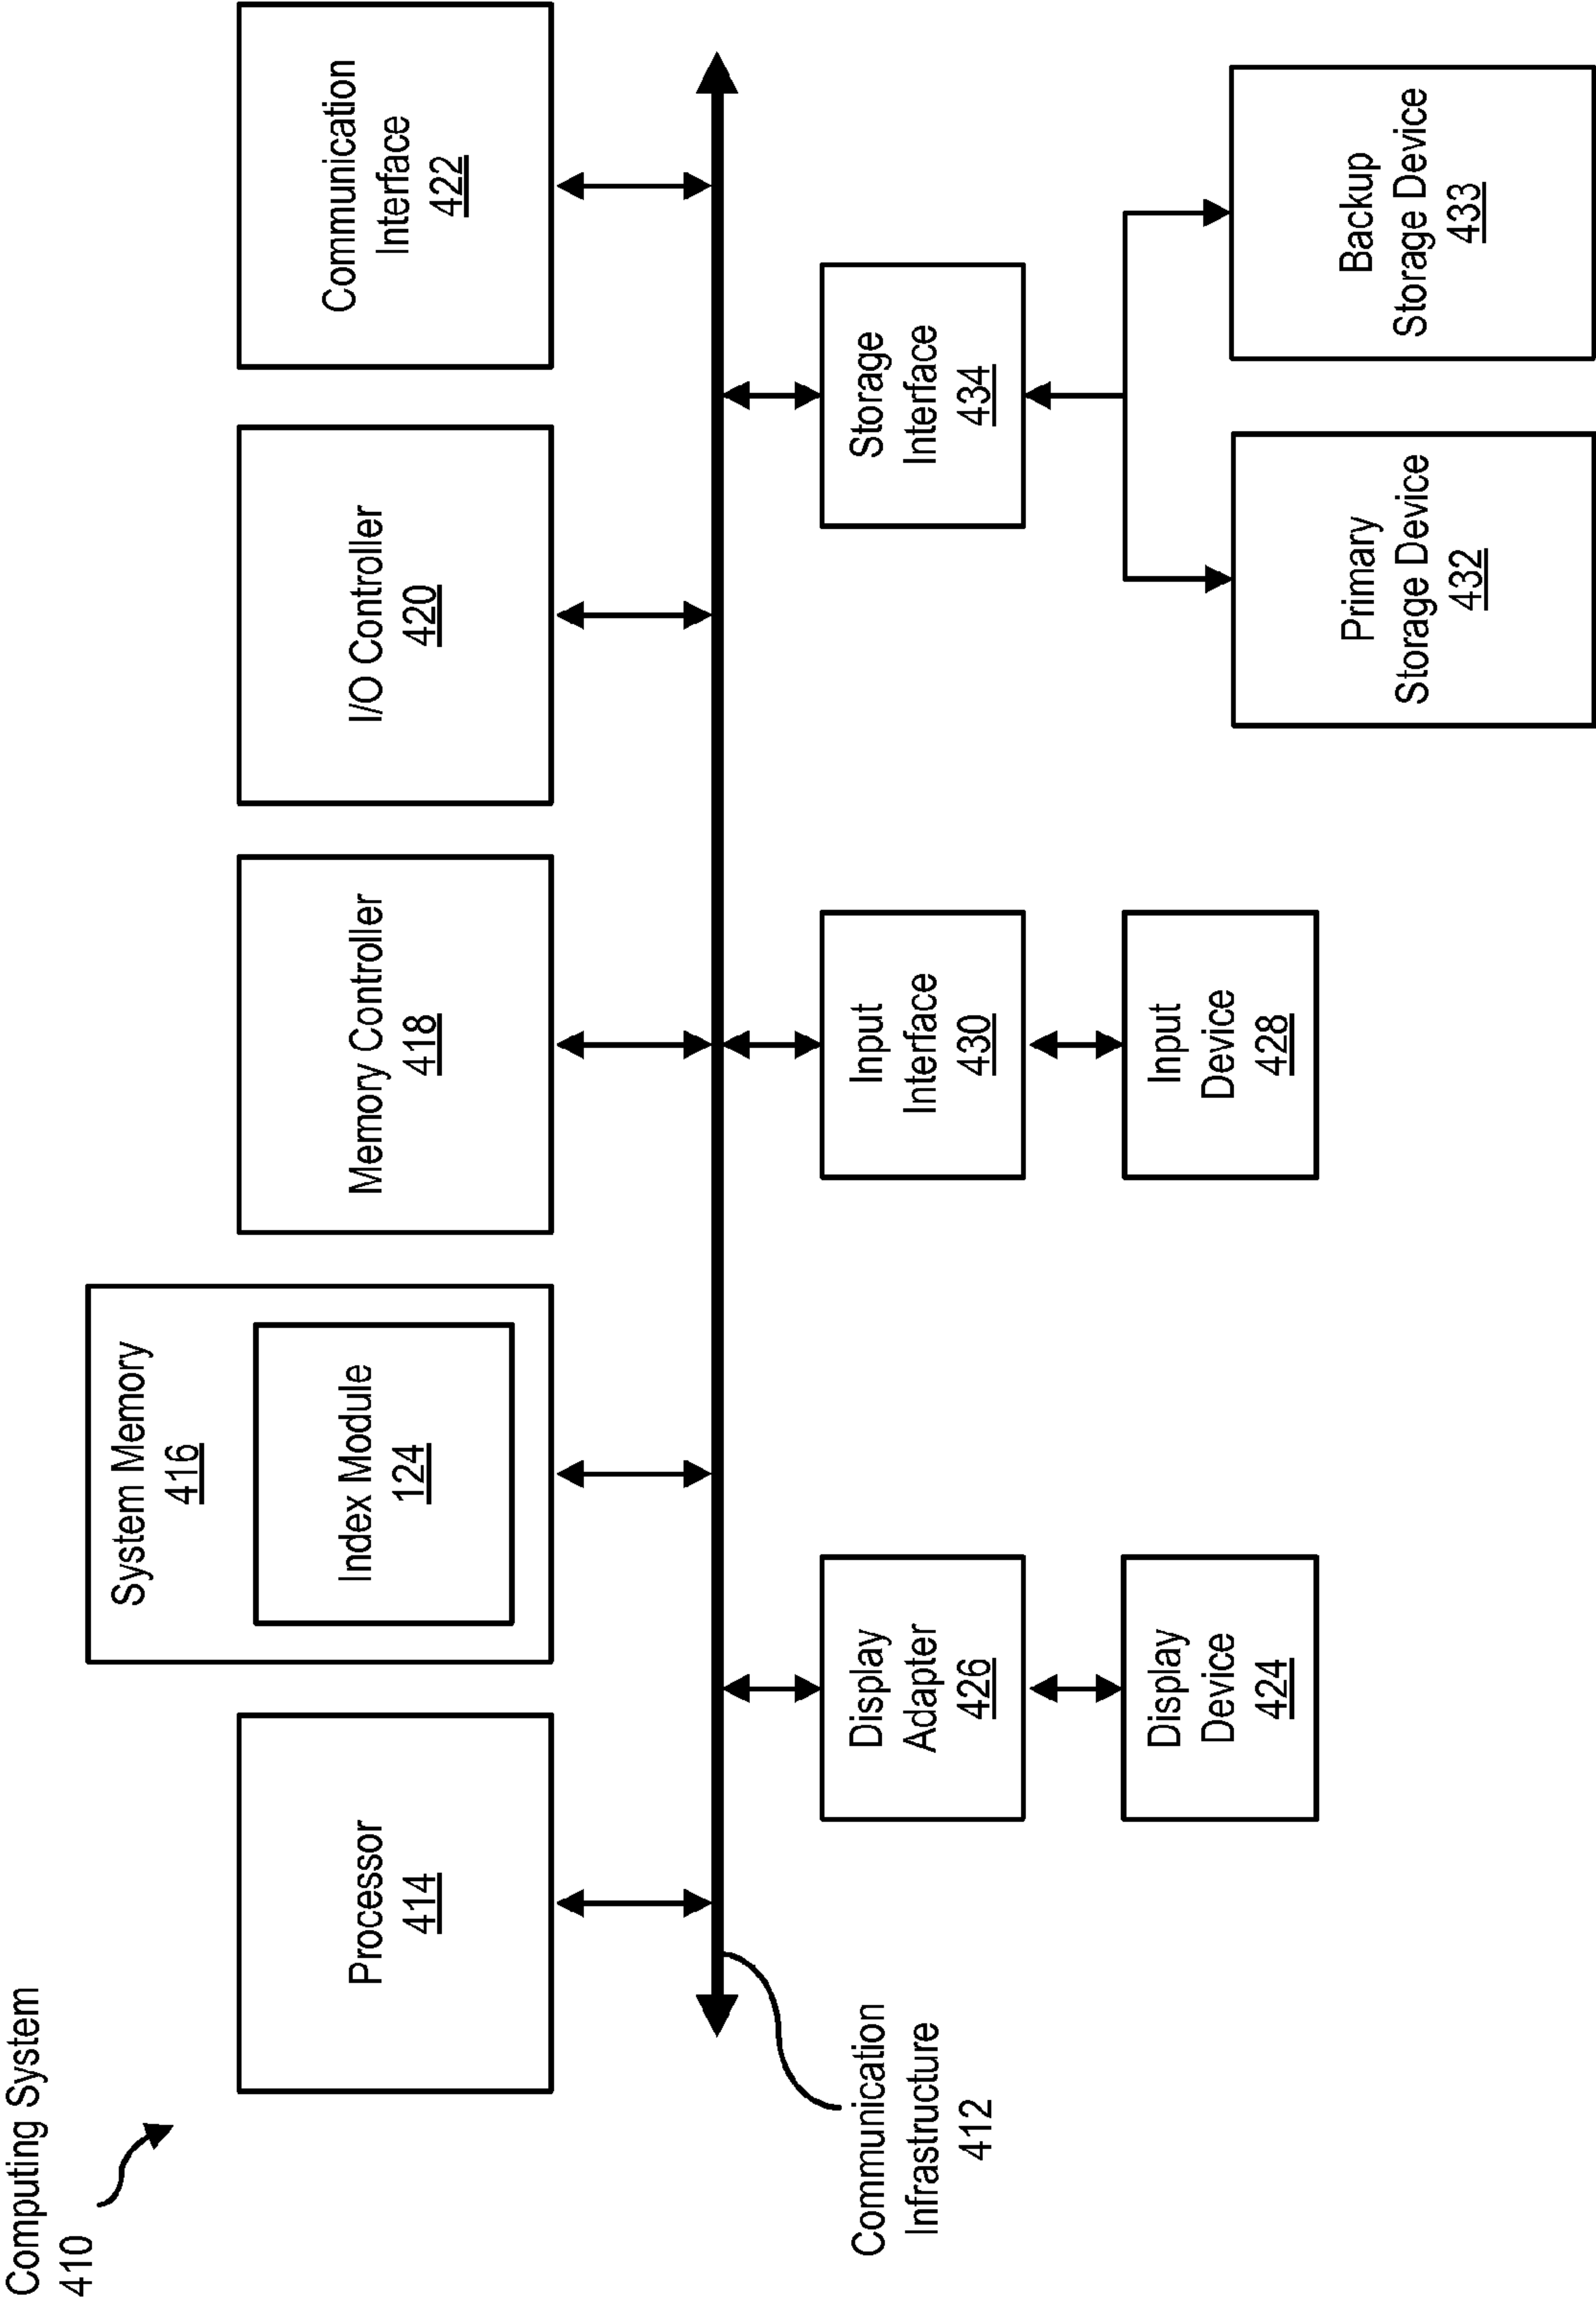 Computing System
410
Processor
414
System Memory
416
Index Module
124
Memory Controller
418
I/O Controller
420
Communication
Interface
422
Communication
Infrastructure
412
Display
Adapter
426
Input
Interface
430
Storage
Interface
434
Display
Device
424
Input
Device
428
Primary
Storage Device
432
Backup
Storage Device
433